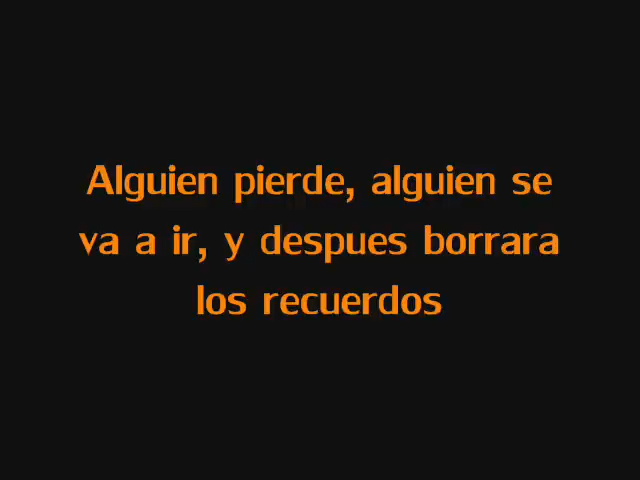 Alguien pierde, alguien se
va a ir, y despues borrara
los recuerdos